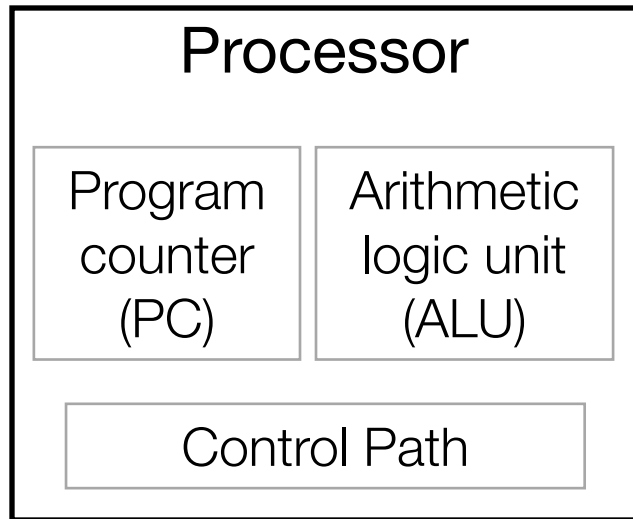 Processor
Program
counter
(PC)
Arithmetic
logic unit
(ALU)
Control Path